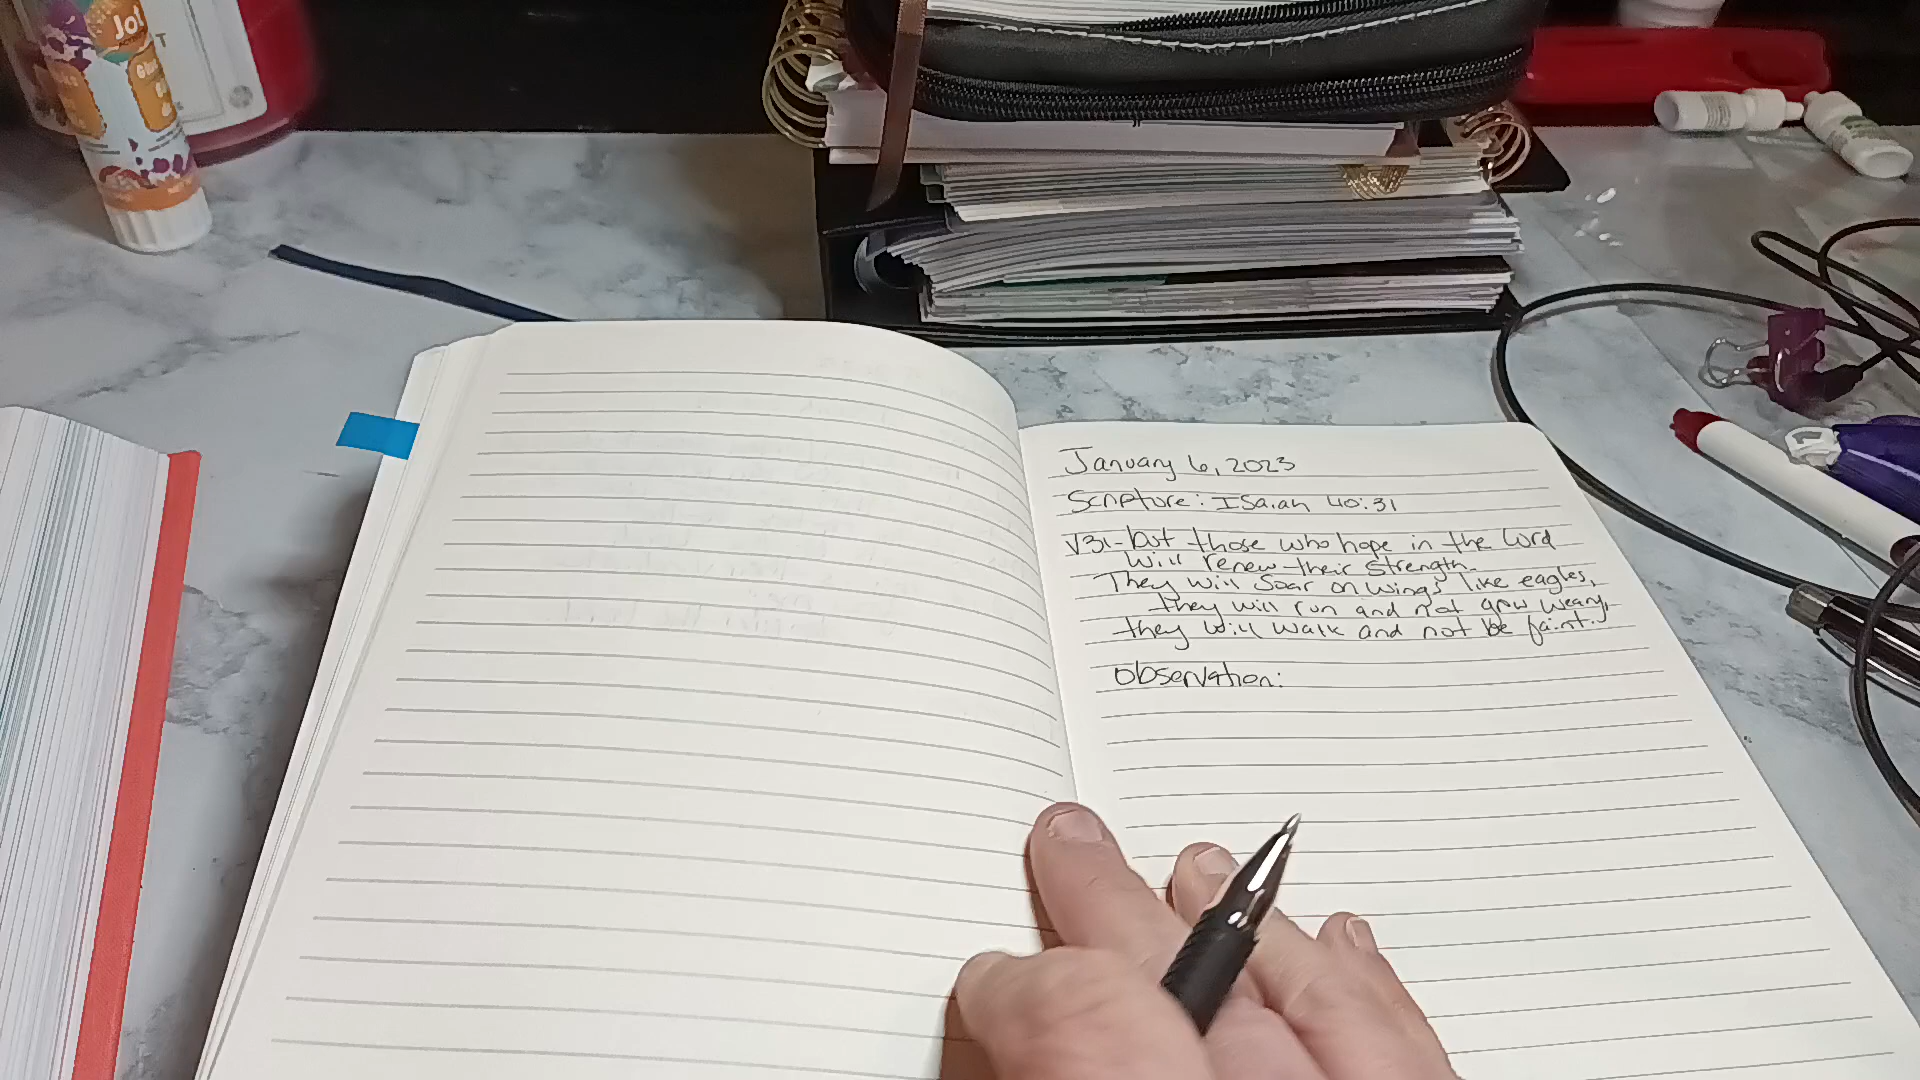 Jot
January 6, 2023
Scripture: Isaiah 40:31
V31-but those who hope in the Lord
will renew their strength.
They will soar on wings like eagles,
they will run and not grow weary,
they will walk and not be faint.
Observation: